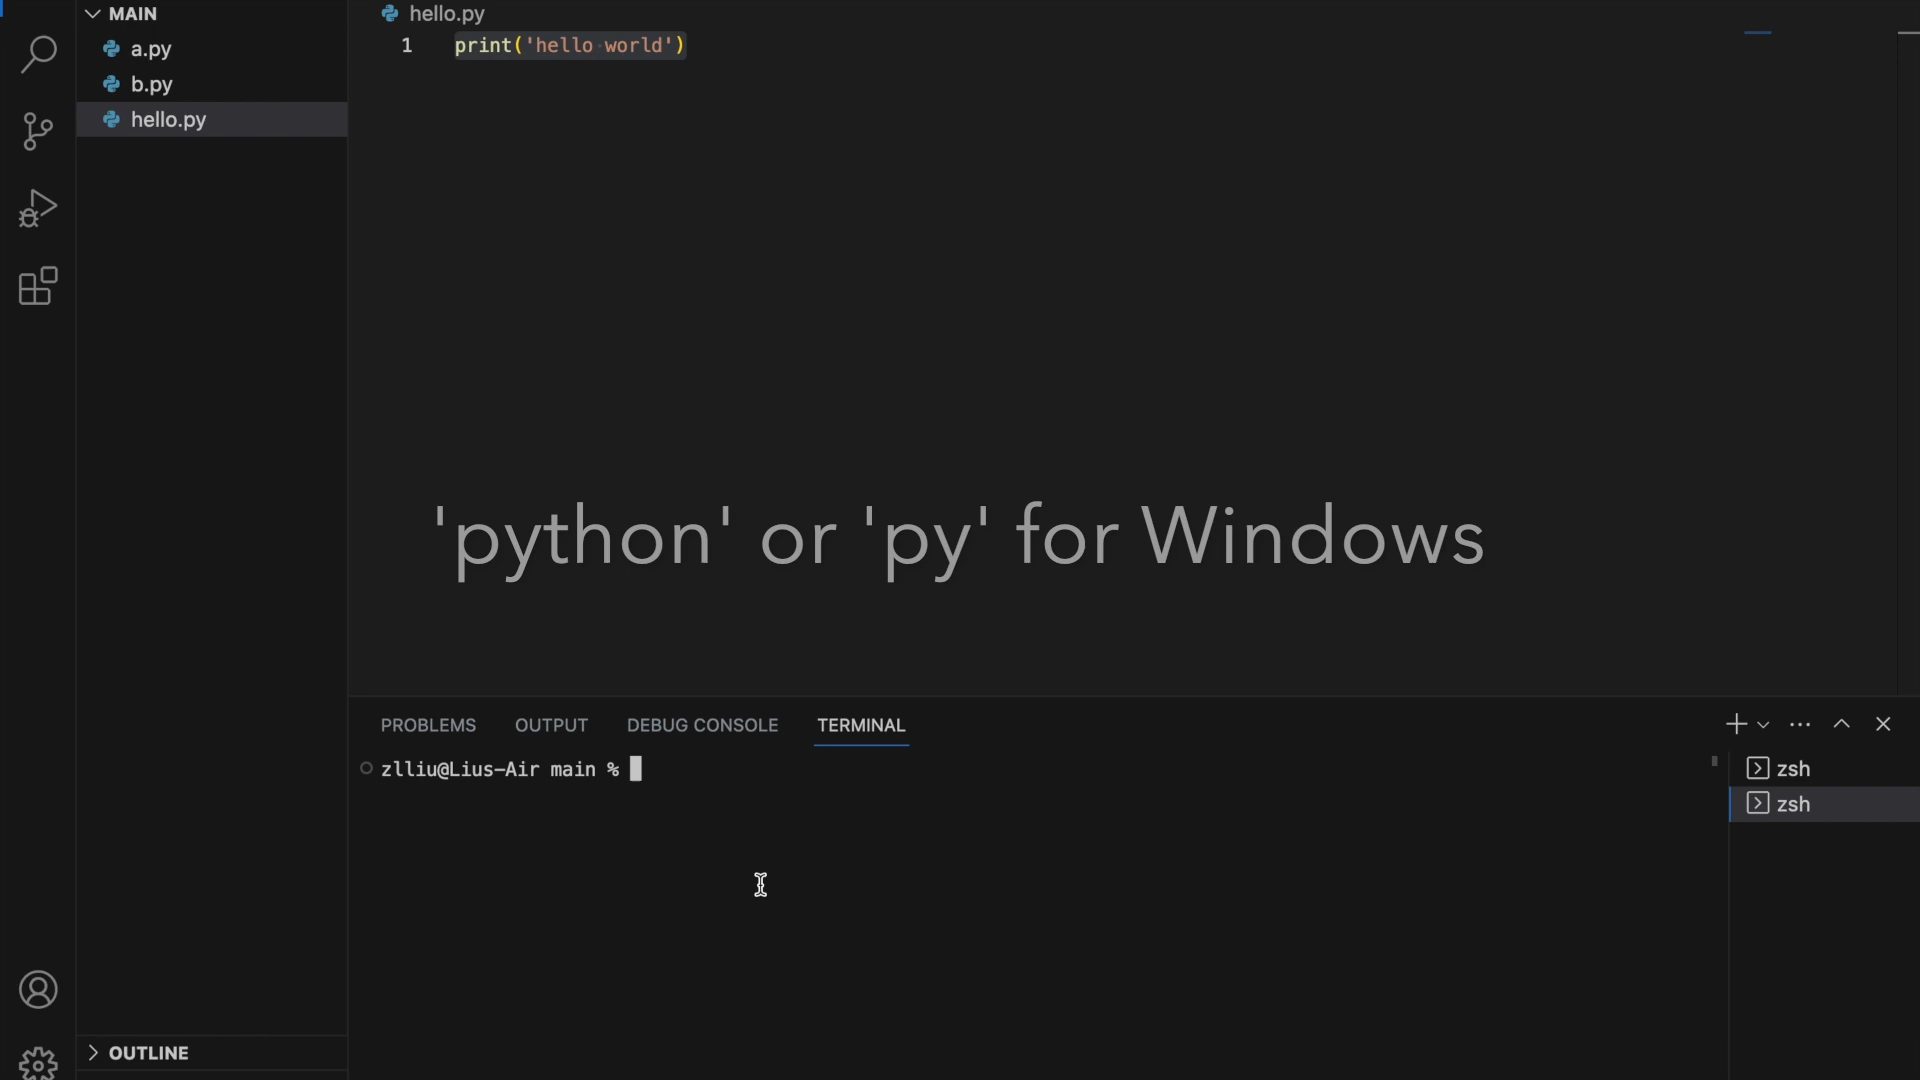 MAIN
a.py
b.py
hello.py
OUTLINE
hello.py
1 print('hello world')
'python' or 'py' for Windows
PROBLEMS OUTPUT DEBUG CONSOLE TERMINAL
zlliu@Lius-Air main %
zsh
zsh